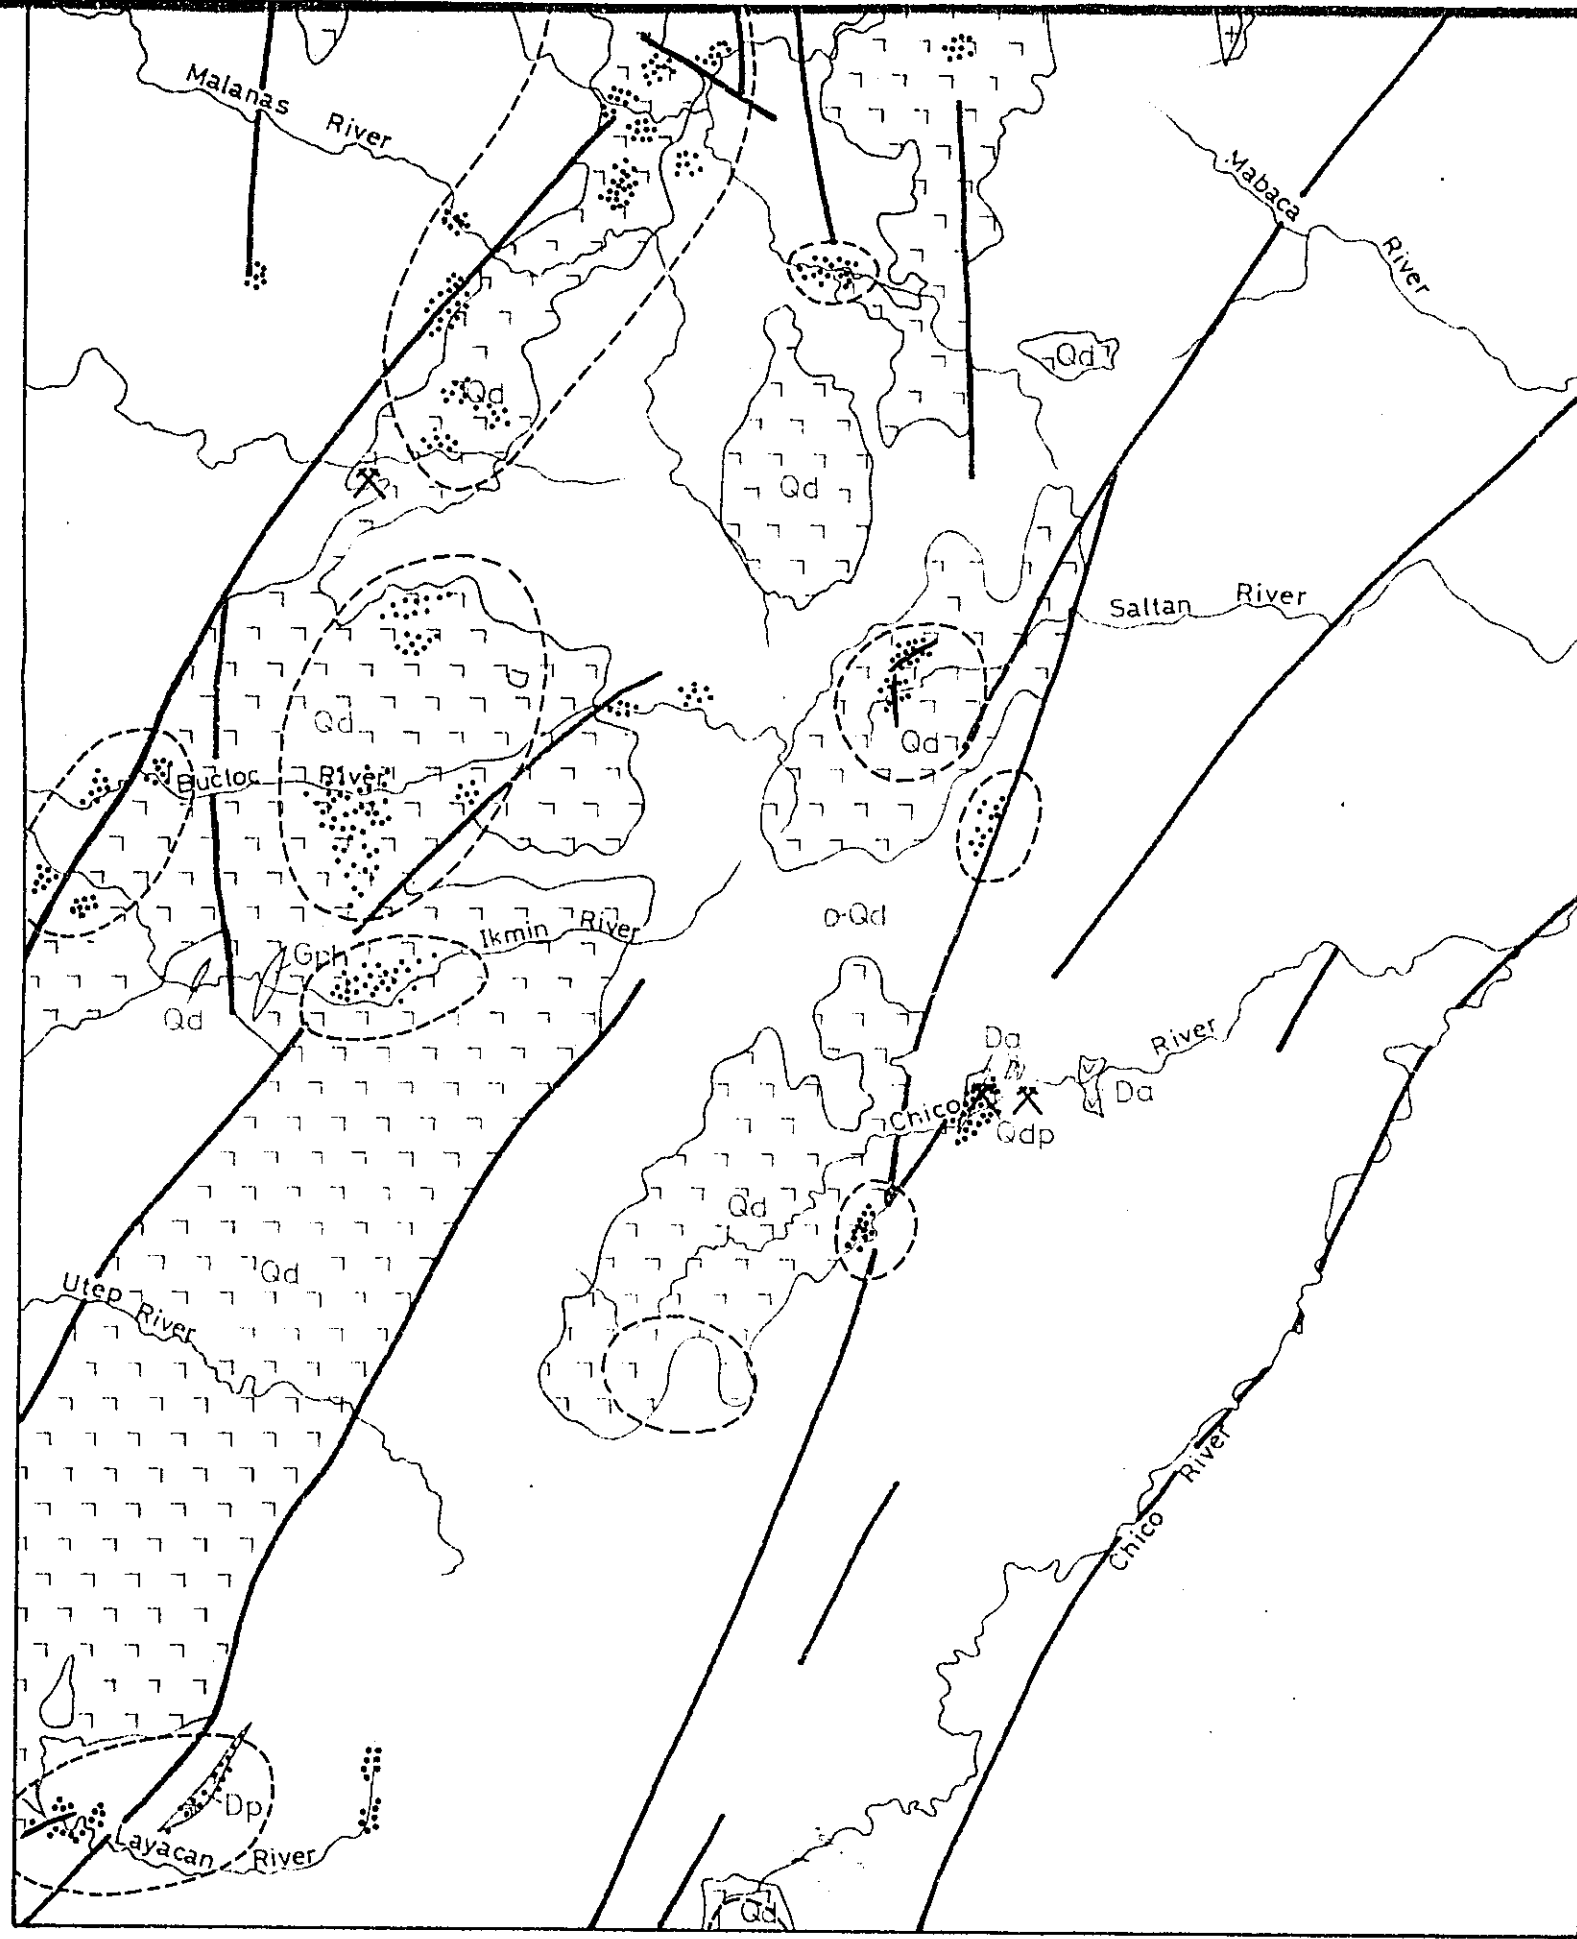 Malanas River
Mabaca River
Qd
Qd
Qd
Saltan River
Qd
Qd
Bucloc River
D-Qd
Ikmin River
Gph
Qd
Da
River
Da
Chico
Qdp
Qd
Qd
Utep River
River
Chico
Dp
Layacan River
Qd